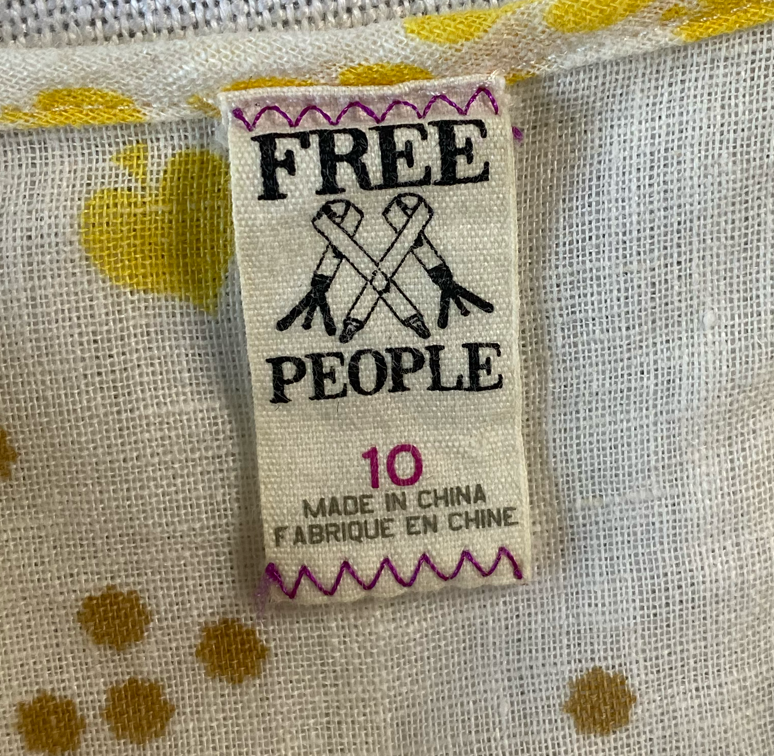 FREE
PEOPLE
10
MADE IN CHINA
FABRIQUE EN CHINE